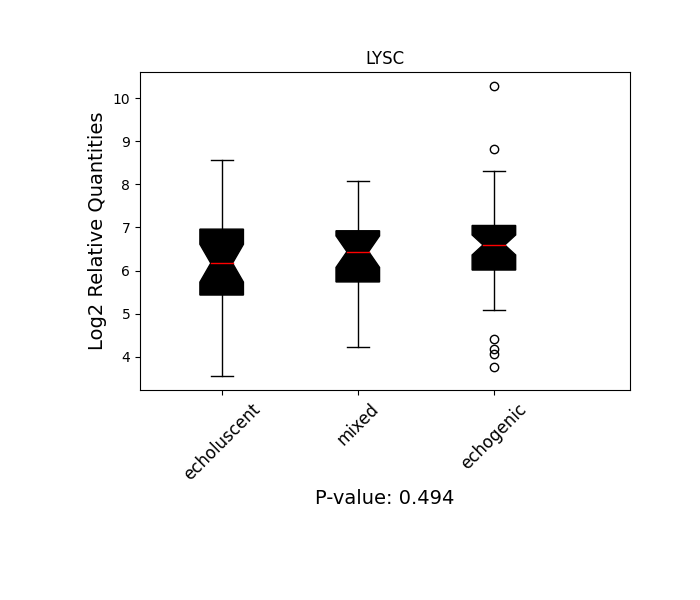 LYSC
Log2 Relative Quantities
10
9
8
7
6
5
4
echoluscent
mixed
echogenic
P-value: 0.494